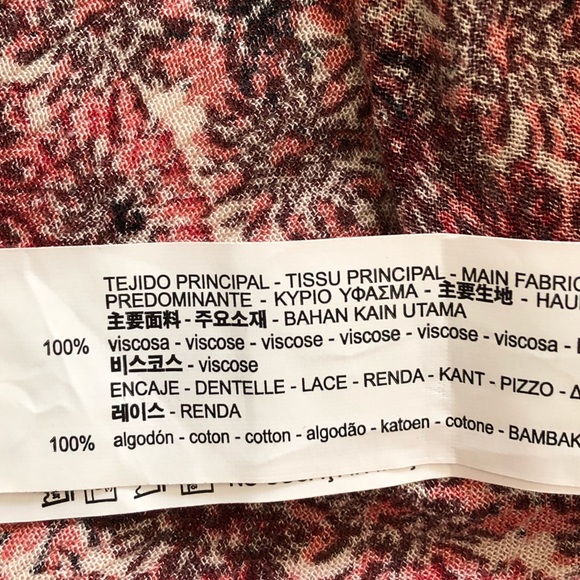 TEJIDO PRINCIPAL - TISSU PRINCIPAL - MAIN FABRIC
PREDOMINANTE - ΚΥΡΙΟ ΥΦΑΣΜΑ - 主要生地 - HAU
主要面料 - 주요소재 - BAHAN KAIN UTAMA
100% viscosa - viscose - viscose - viscose - viscose - viscose - viscosa -
비스코스 - viscose
ENCAJE - DENTELLE - LACE - RENDA - KANT - PIZZO -
레이스 - RENDA
100% algodón - coton - cotton - algodão - katoen - cotone - BAMBAK